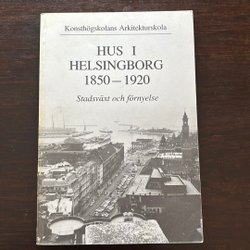 Konsthögskolans Arkitekturskola
HUS I
HELSINGBORG
1850–1920
Stadsväxt och förnyelse